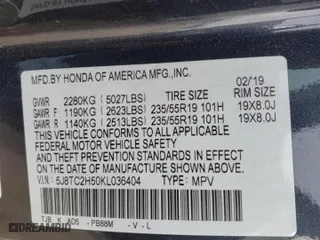 MFD.BY HONDA OF AMERICA MFG.,INC.
02/19
GVWR 2280KG (5027LBS) TIRE SIZE RIM SIZE
GAWR F 1190KG (2623LBS) 235/55R19 101H 19X8.0J
GAWR R 1140KG (2513LBS) 235/55R19 101H 19X8.0J
THIS VEHICLE CONFORMS TO ALL APPLICABLE
FEDERAL MOTOR VEHICLE SAFETY AND
THEFT PREVENTION STANDARDS IN EFFECT
ON THE DATE OF MANUFACTURE SHOWN ABOVE.
V.I.N: 5J8TC2H50KL036404 TYPE: MPV
TJB K AD5 - PB88M - V - L